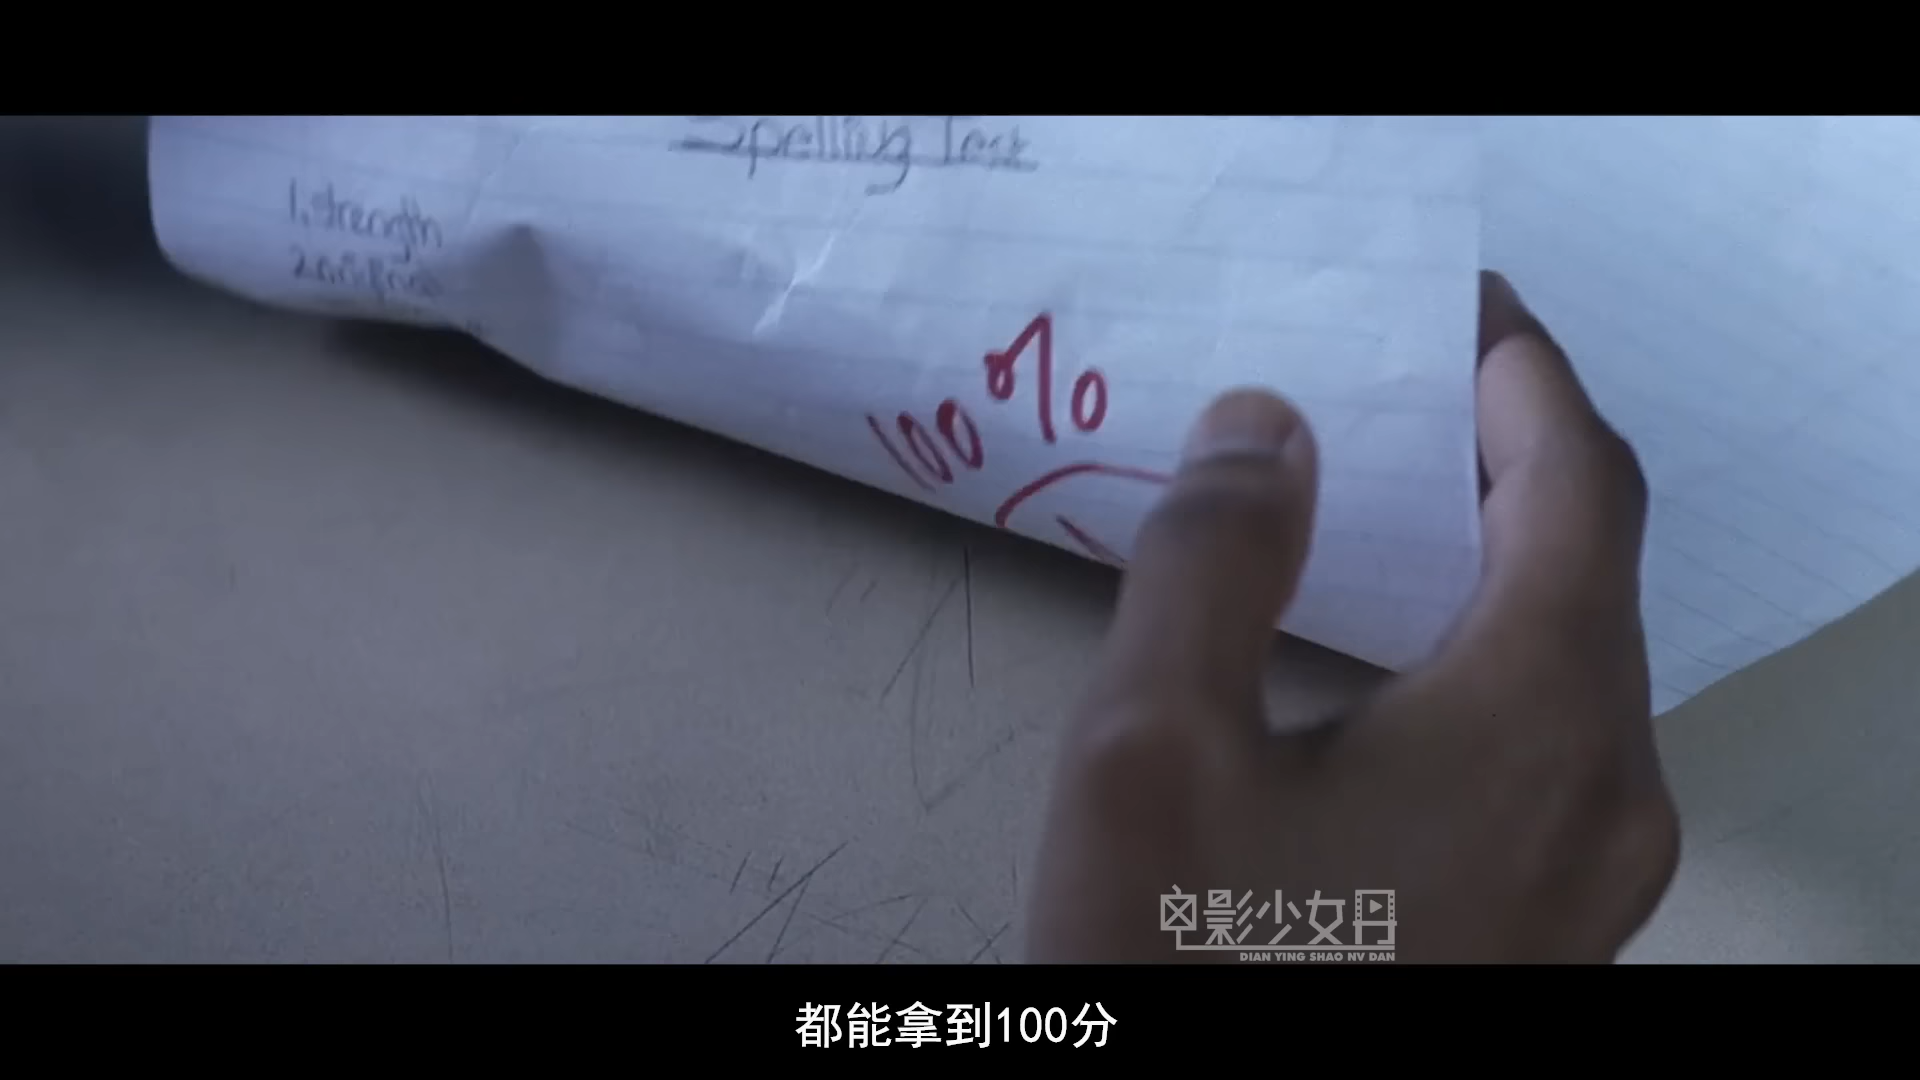 Spelling Test
1. strength
100%
电影少女丹
DIAN YING SHAO NV DAN
都能拿到100分